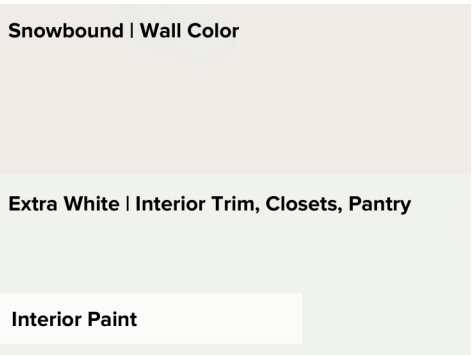 Snowbound | Wall Color
Extra White | Interior Trim, Closets, Pantry
Interior Paint